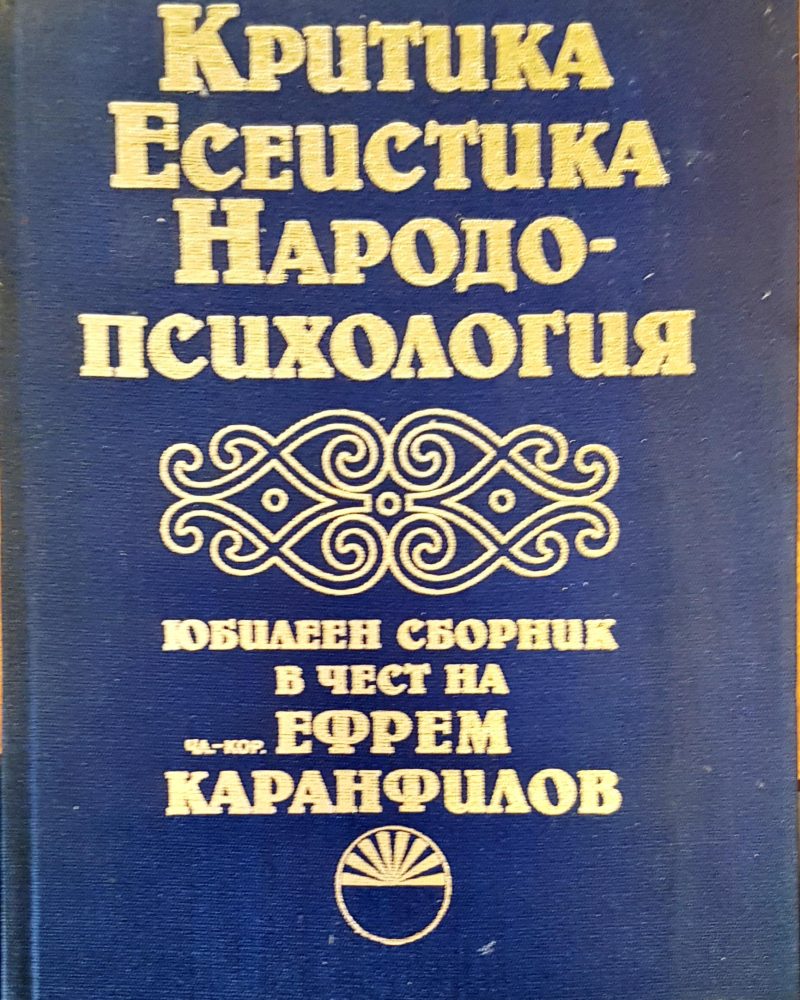 Критика
Есеистика
Народо-
психология
Юбилеен сборник
в чест на
чл.-кор. Ефрем
Каранфилов